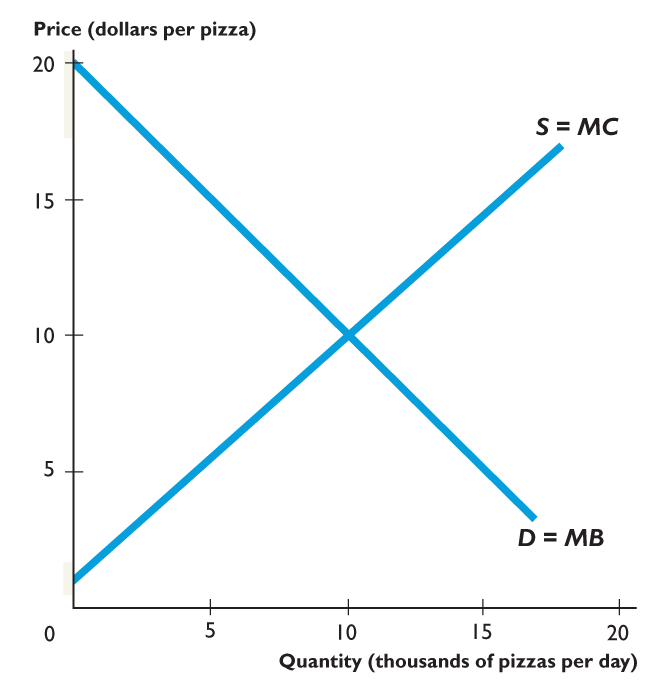 Price (dollars per pizza)
20
S = MC
15
10
5
D = MB
0
5
10
15
20
Quantity (thousands of pizzas per day)